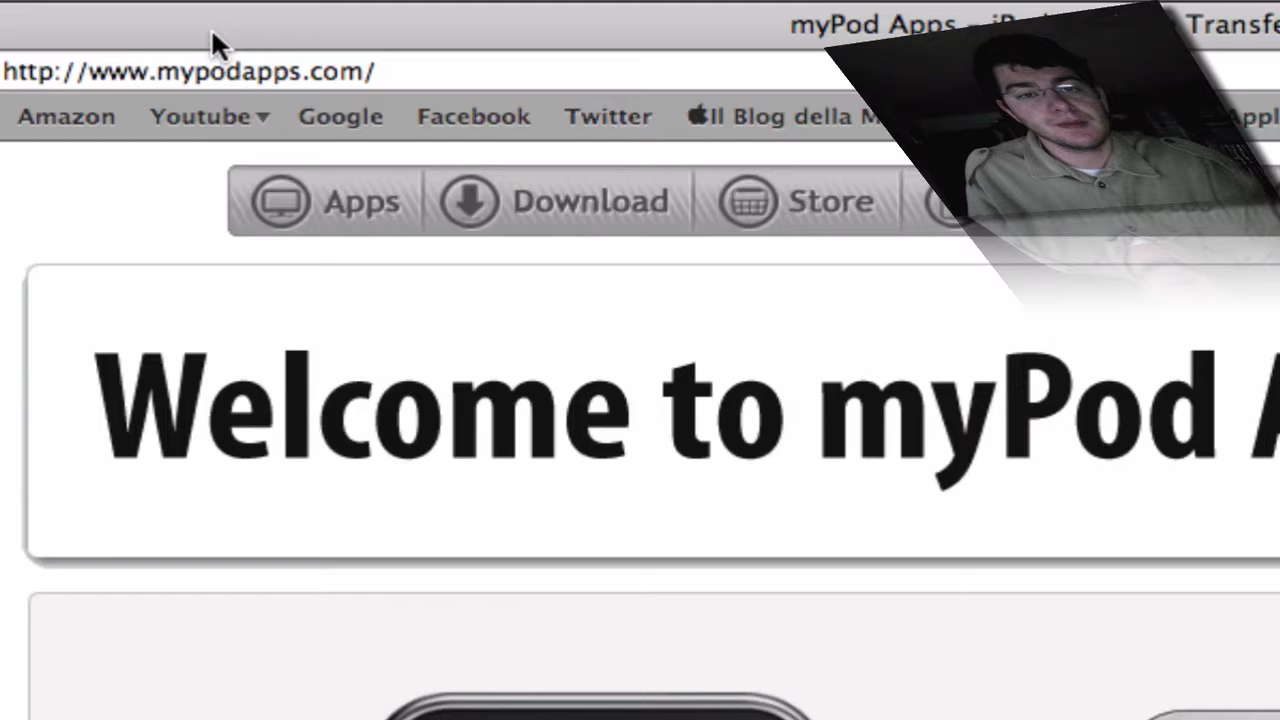 myPod Apps – Transfe
http://www.mypodapps.com/
Amazon Youtube Google Facebook Twitter Il Blog della M Appl
Apps Download Store
Welcome to myPod A